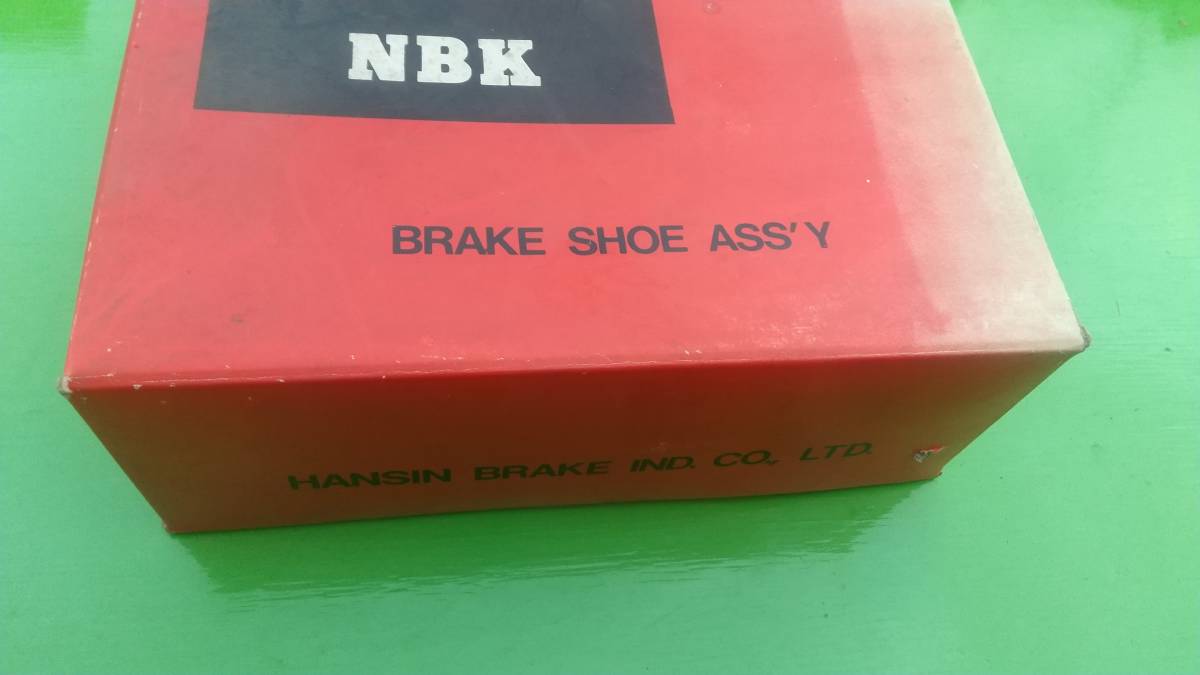 NBK
BRAKE SHOE ASS'Y
HANSIN BRAKE IND. CO., LTD.